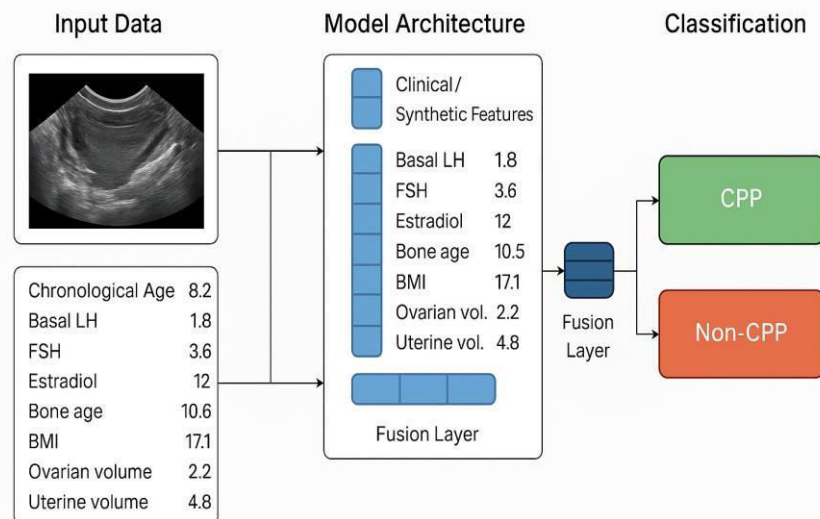 Input Data
Model Architecture
Classification
Chronological Age 8.2
Basal LH 1.8
FSH 3.6
Estradiol 12
Bone age 10.6
BMI 17.1
Ovarian volume 2.2
Uterine volume 4.8
Clinical/
Synthetic Features
Basal LH 1.8
FSH 3.6
Estradiol 12
Bone age 10.5
BMI 17.1
Ovarian vol. 2.2
Uterine vol. 4.8
Fusion Layer
Fusion
Layer
CPP
Non-CPP